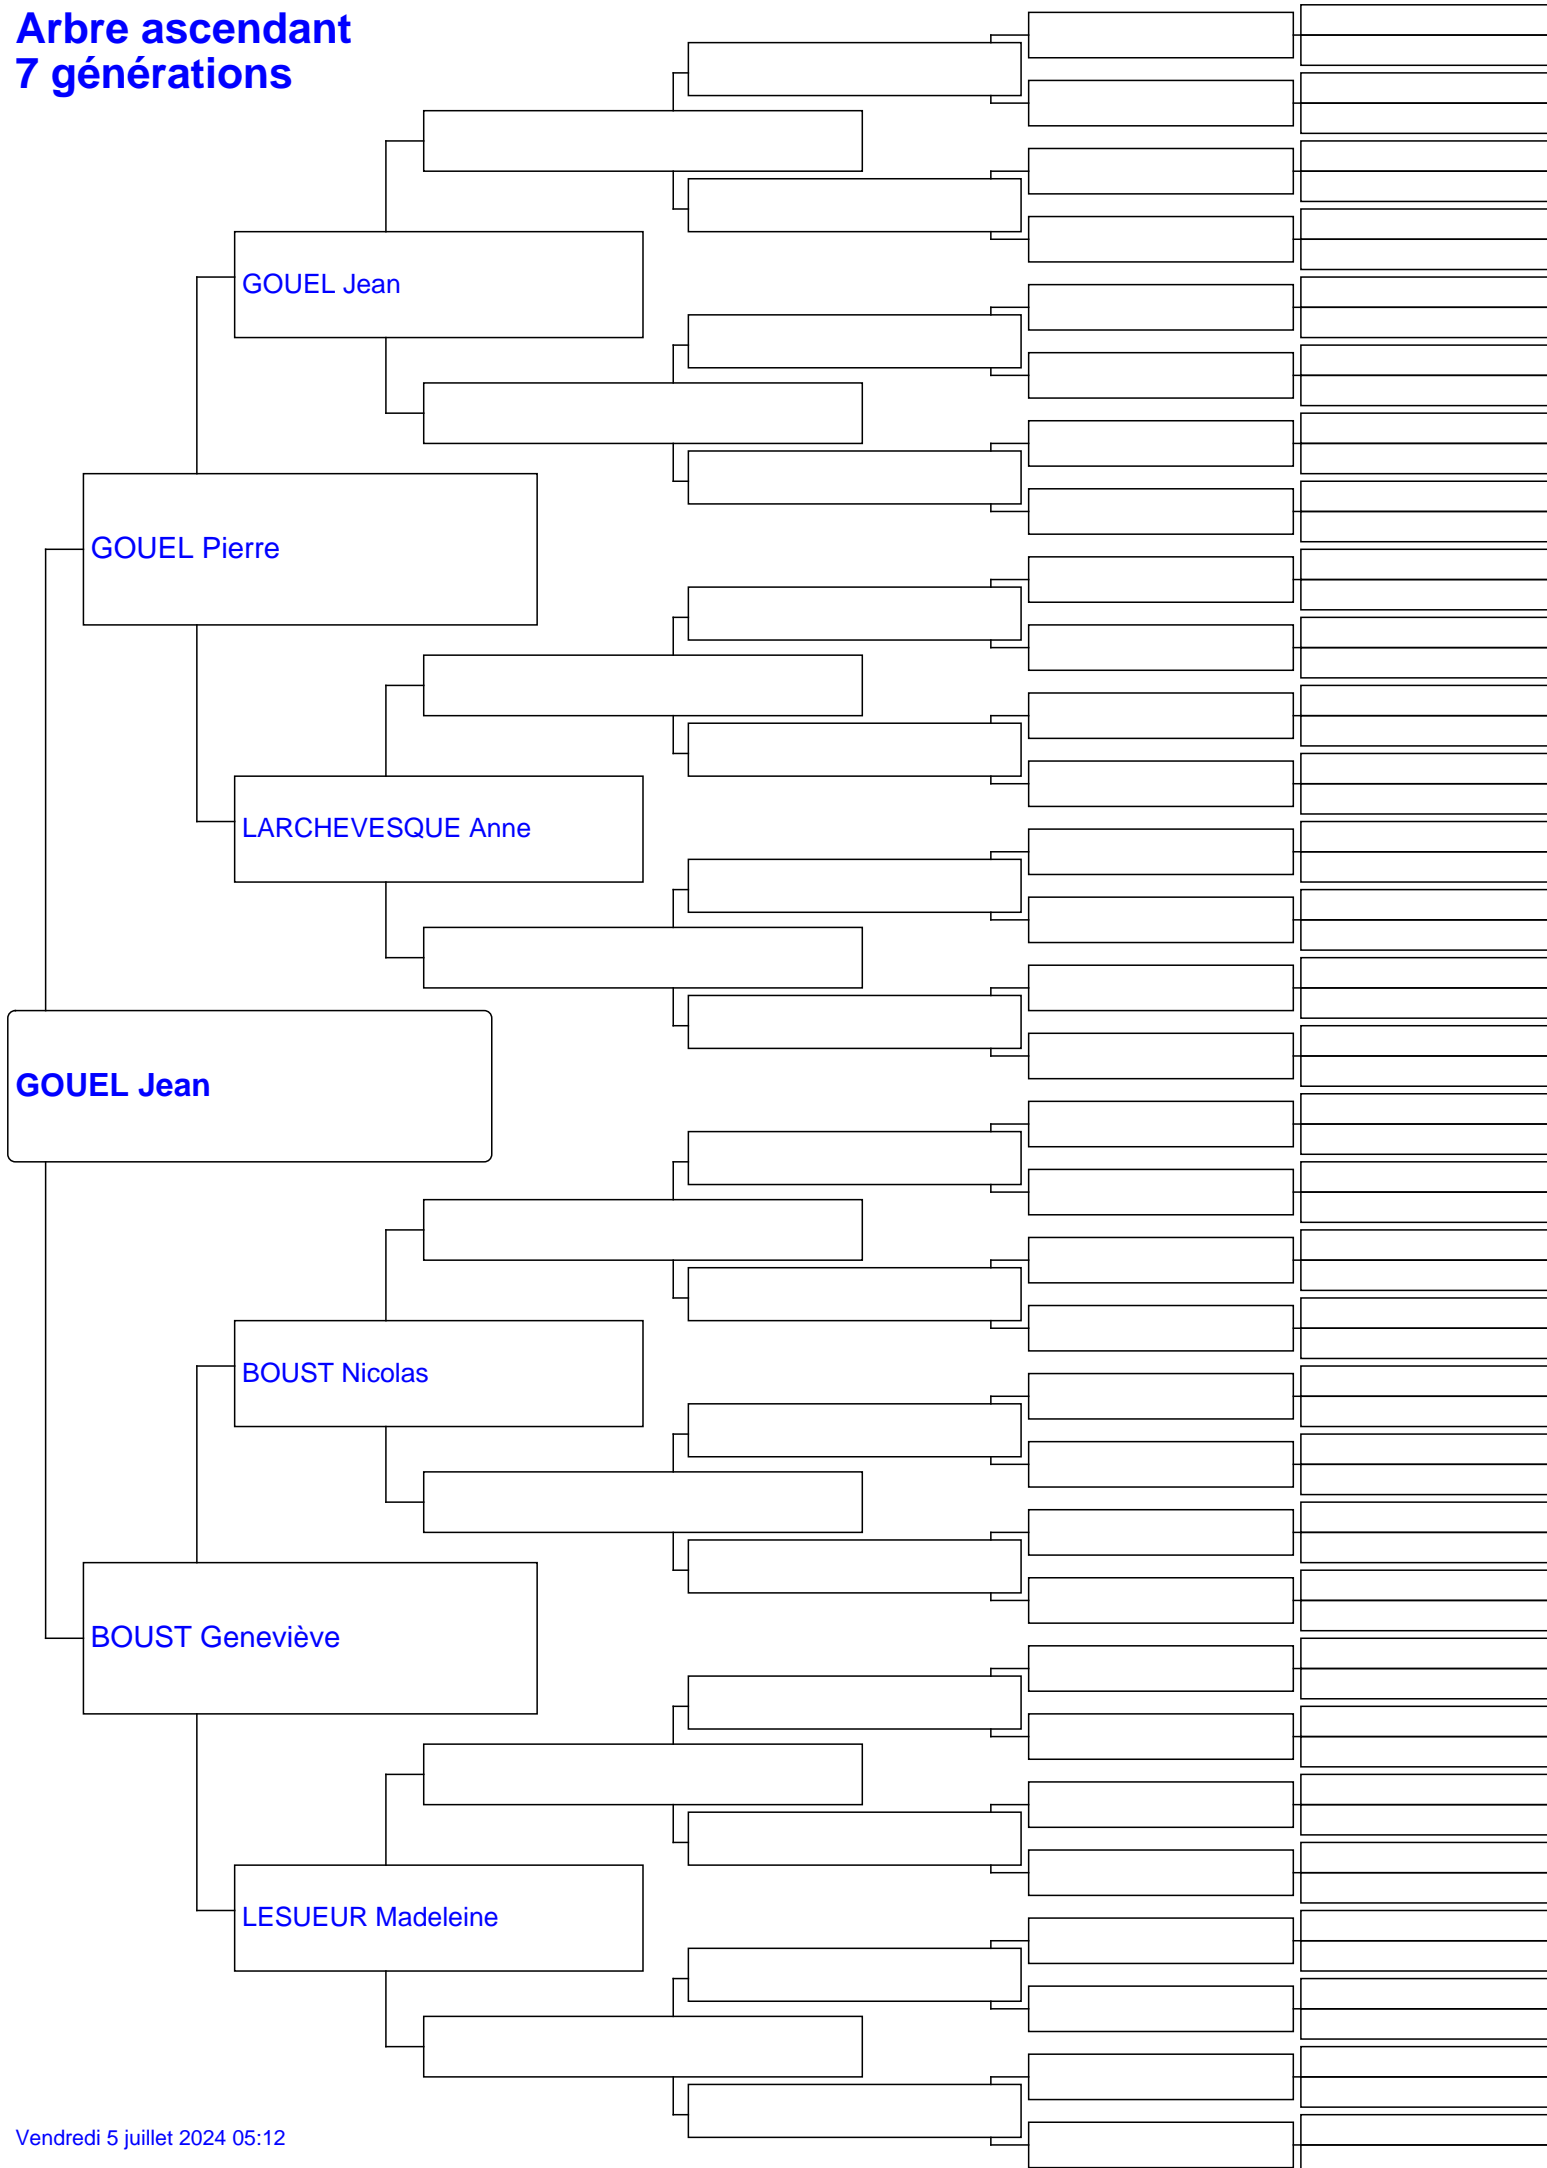 Arbre ascendant
7 générations
GOUEL Jean
GOUEL Pierre
LARCHEVESQUE Anne
GOUEL Jean
BOUST Nicolas
BOUST Geneviève
LESUEUR Madeleine
Vendredi 5 juillet 2024 05:12